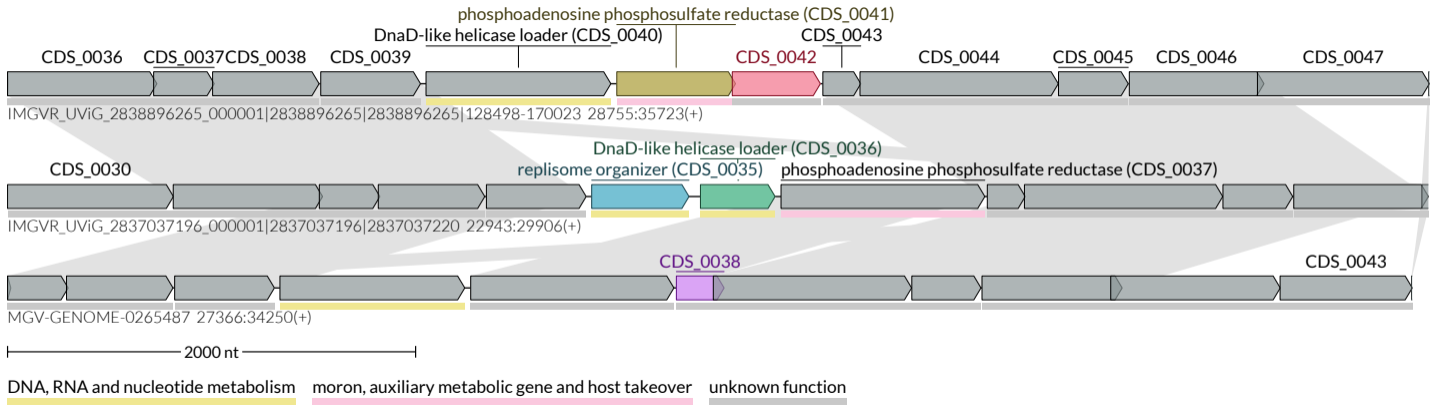 phosphoadenosine phosphosulfate reductase (CDS_0041)
DnaD-like helicase loader (CDS_0040) CDS_0043
CDS_0036 CDS_0037 CDS_0038 CDS_0039 CDS_0042 CDS_0044 CDS_0045 CDS_0046 CDS_0047
IMGVR_UViG_2838896265_000001|2838896265|2838896265|128498-170023 28755:35723(+)
DnaD-like helicase loader (CDS_0036)
CDS_0030 replisome organizer (CDS_0035) phosphoadenosine phosphosulfate reductase (CDS_0037)
IMGVR_UViG_2837037196_000001|2837037196|2837037220 22943:29906(+)
CDS_0038 CDS_0043
MGV-GENOME-0265487 27366:34250(+)
2000 nt
DNA, RNA and nucleotide metabolism moron, auxiliary metabolic gene and host takeover unknown function